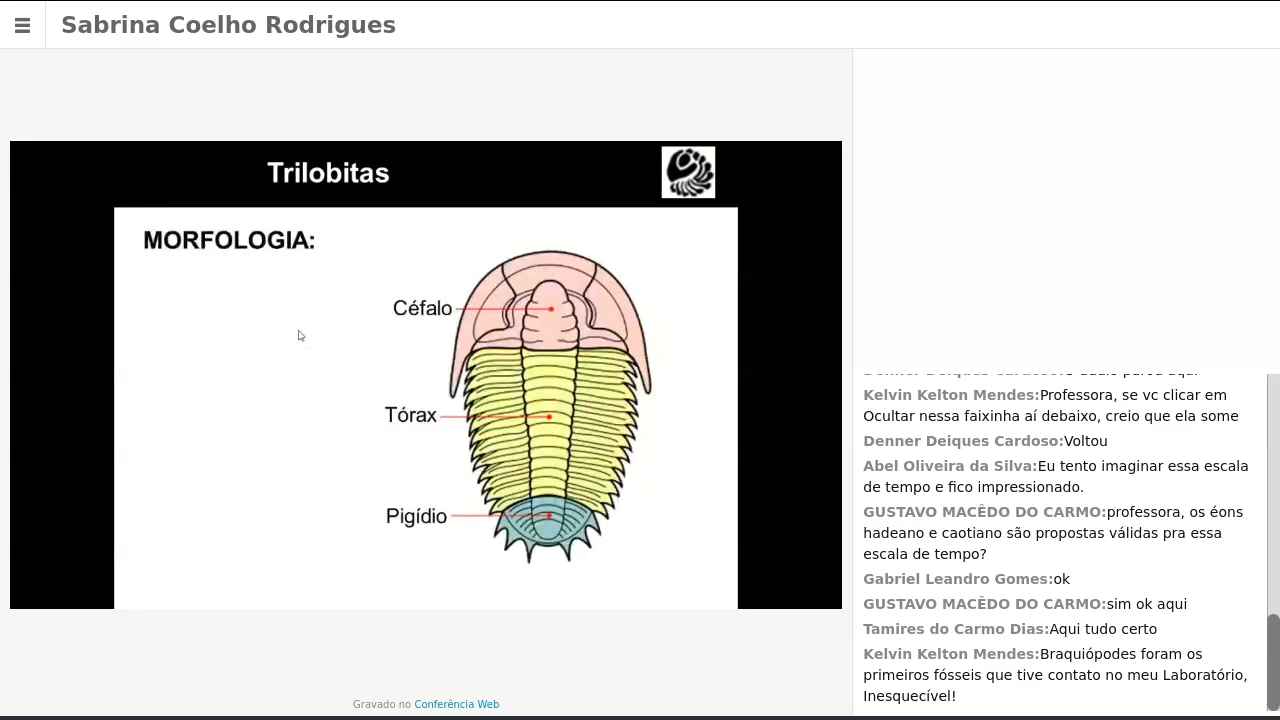 Sabrina Coelho Rodrigues
Trilobitas
MORFOLOGIA:
Céfalo
Tórax
Pigídio
Gravado no Conferência Web
Kelvin Kelton Mendes:Professora, se vc clicar em
Ocultar nessa faixinha aí debaixo, creio que ela some
Denner Deiques Cardoso:Voltou
Abel Oliveira da Silva:Eu tento imaginar essa escala
de tempo e fico impressionado.
GUSTAVO MACÊDO DO CARMO:professora, os éons
hadeano e caotiano são propostas válidas pra essa
escala de tempo?
Gabriel Leandro Gomes:ok
GUSTAVO MACÊDO DO CARMO:sim ok aqui
Tamires do Carmo Dias:Aqui tudo certo
Kelvin Kelton Mendes:Braquiópodes foram os
primeiros fósseis que tive contato no meu Laboratório,
Inesquecível!